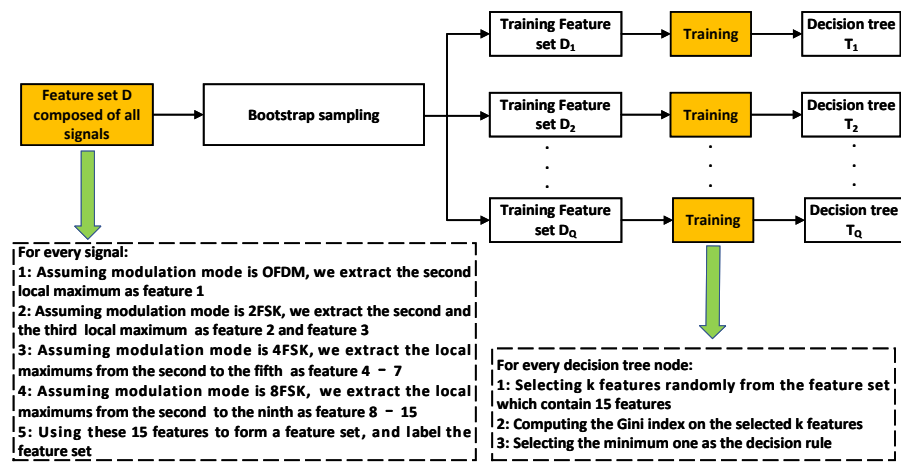 Training Feature
set D₁
Training
Decision tree
T₁
Feature set D
composed of all
signals
Bootstrap sampling
Training Feature
set D₂
Training
Decision tree
T₂
Training Feature
set D_Q
Training
Decision tree
T_Q
For every signal:
1: Assuming modulation mode is OFDM, we extract the second
local maximum as feature 1
2: Assuming modulation mode is 2FSK, we extract the second and
the third local maximum as feature 2 and feature 3
3: Assuming modulation mode is 4FSK, we extract the local
maximums from the second to the fifth as feature 4 – 7
4: Assuming modulation mode is 8FSK, we extract the local
maximums from the second to the ninth as feature 8 – 15
5: Using these 15 features to form a feature set, and label the
feature set
For every decision tree node:
1: Selecting k features randomly from the feature set
which contain 15 features
2: Computing the Gini index on the selected k features
3: Selecting the minimum one as the decision rule